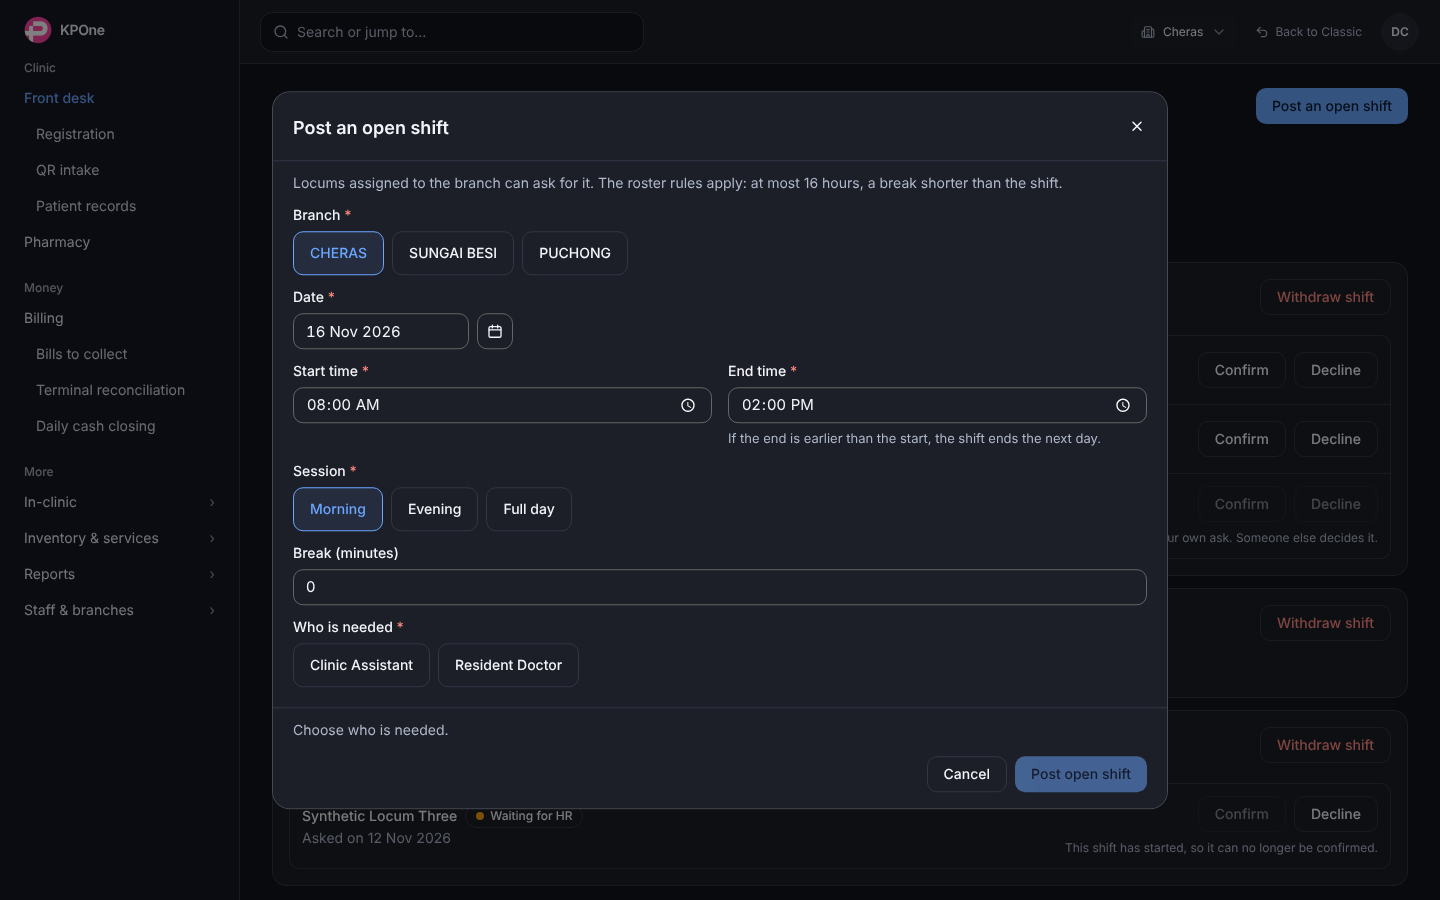 KPOne
Search or jump to...
Cheras
Back to Classic
DC
Clinic
Front desk
Registration
QR intake
Patient records
Pharmacy
Money
Billing
Bills to collect
Terminal reconciliation
Daily cash closing
More
In-clinic
Inventory & services
Reports
Staff & branches
Post an open shift
Post an open shift
Locums assigned to the branch can ask for it. The roster rules apply: at most 16 hours, a break shorter than the shift.
Branch *
CHERAS
SUNGAI BESI
PUCHONG
Date *
16 Nov 2026
Start time *
End time *
08:00 AM
02:00 PM
If the end is earlier than the start, the shift ends the next day.
Session *
Morning
Evening
Full day
Break (minutes)
0
Who is needed *
Clinic Assistant
Resident Doctor
Choose who is needed.
Cancel
Post open shift
Withdraw shift
Confirm
Decline
Confirm
Decline
Confirm
Decline
own ask. Someone else decides it.
Withdraw shift
Withdraw shift
Synthetic Locum Three
Waiting for HR
Asked on 12 Nov 2026
Confirm
Decline
This shift has started, so it can no longer be confirmed.